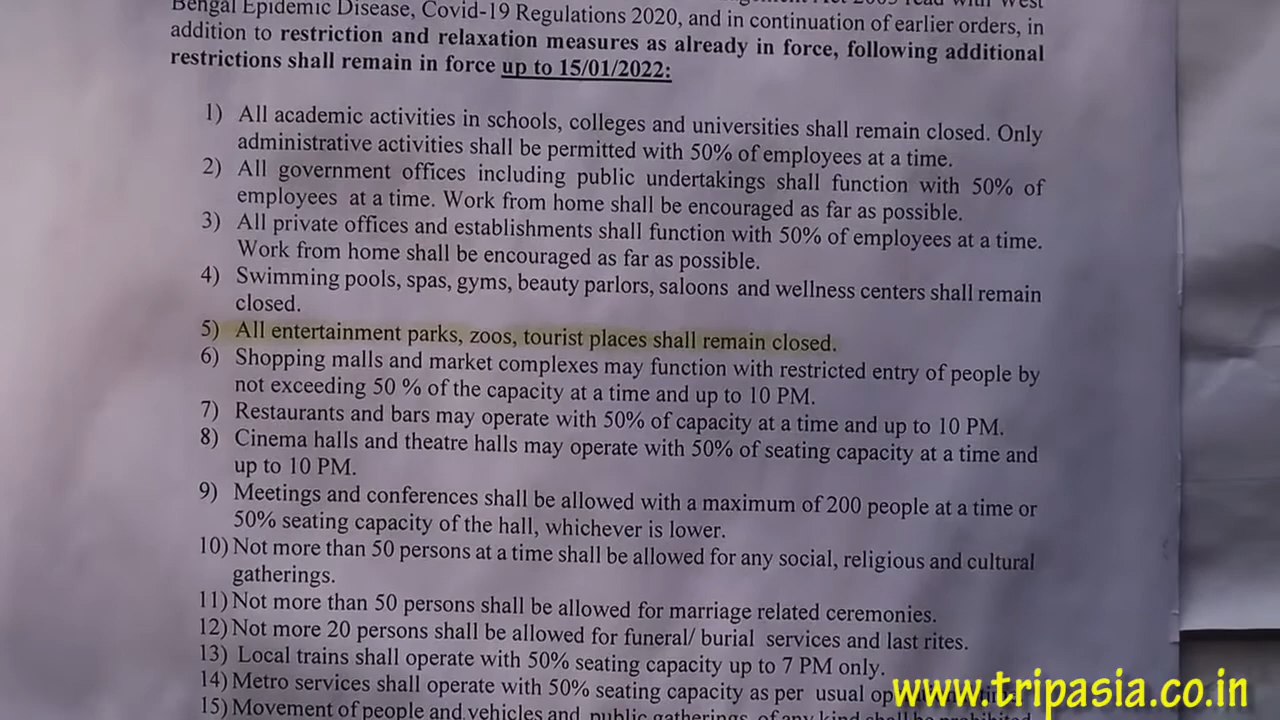 Bengal Epidemic Disease, Covid-19 Regulations 2020, and in continuation of earlier orders, in
addition to restriction and relaxation measures as already in force, following additional
restrictions shall remain in force up to 15/01/2022:
1) All academic activities in schools, colleges and universities shall remain closed. Only
administrative activities shall be permitted with 50% of employees at a time.
2) All government offices including public undertakings shall function with 50% of
employees at a time. Work from home shall be encouraged as far as possible.
3) All private offices and establishments shall function with 50% of employees at a time.
Work from home shall be encouraged as far as possible.
4) Swimming pools, spas, gyms, beauty parlors, saloons and wellness centers shall remain
closed.
5) All entertainment parks, zoos, tourist places shall remain closed.
6) Shopping malls and market complexes may function with restricted entry of people by
not exceeding 50 % of the capacity at a time and up to 10 PM.
7) Restaurants and bars may operate with 50% of capacity at a time and up to 10 PM.
8) Cinema halls and theatre halls may operate with 50% of seating capacity at a time and
up to 10 PM.
9) Meetings and conferences shall be allowed with a maximum of 200 people at a time or
50% seating capacity of the hall, whichever is lower.
10) Not more than 50 persons at a time shall be allowed for any social, religious and cultural
gatherings.
11) Not more than 50 persons shall be allowed for marriage related ceremonies.
12) Not more 20 persons shall be allowed for funeral/ burial services and last rites.
13) Local trains shall operate with 50% seating capacity up to 7 PM only.
14) Metro services shall operate with 50% seating capacity as per usual
15) Movement of people and vehicles and public gatherings of any kind shall be prohibited
www.tripasia.co.in